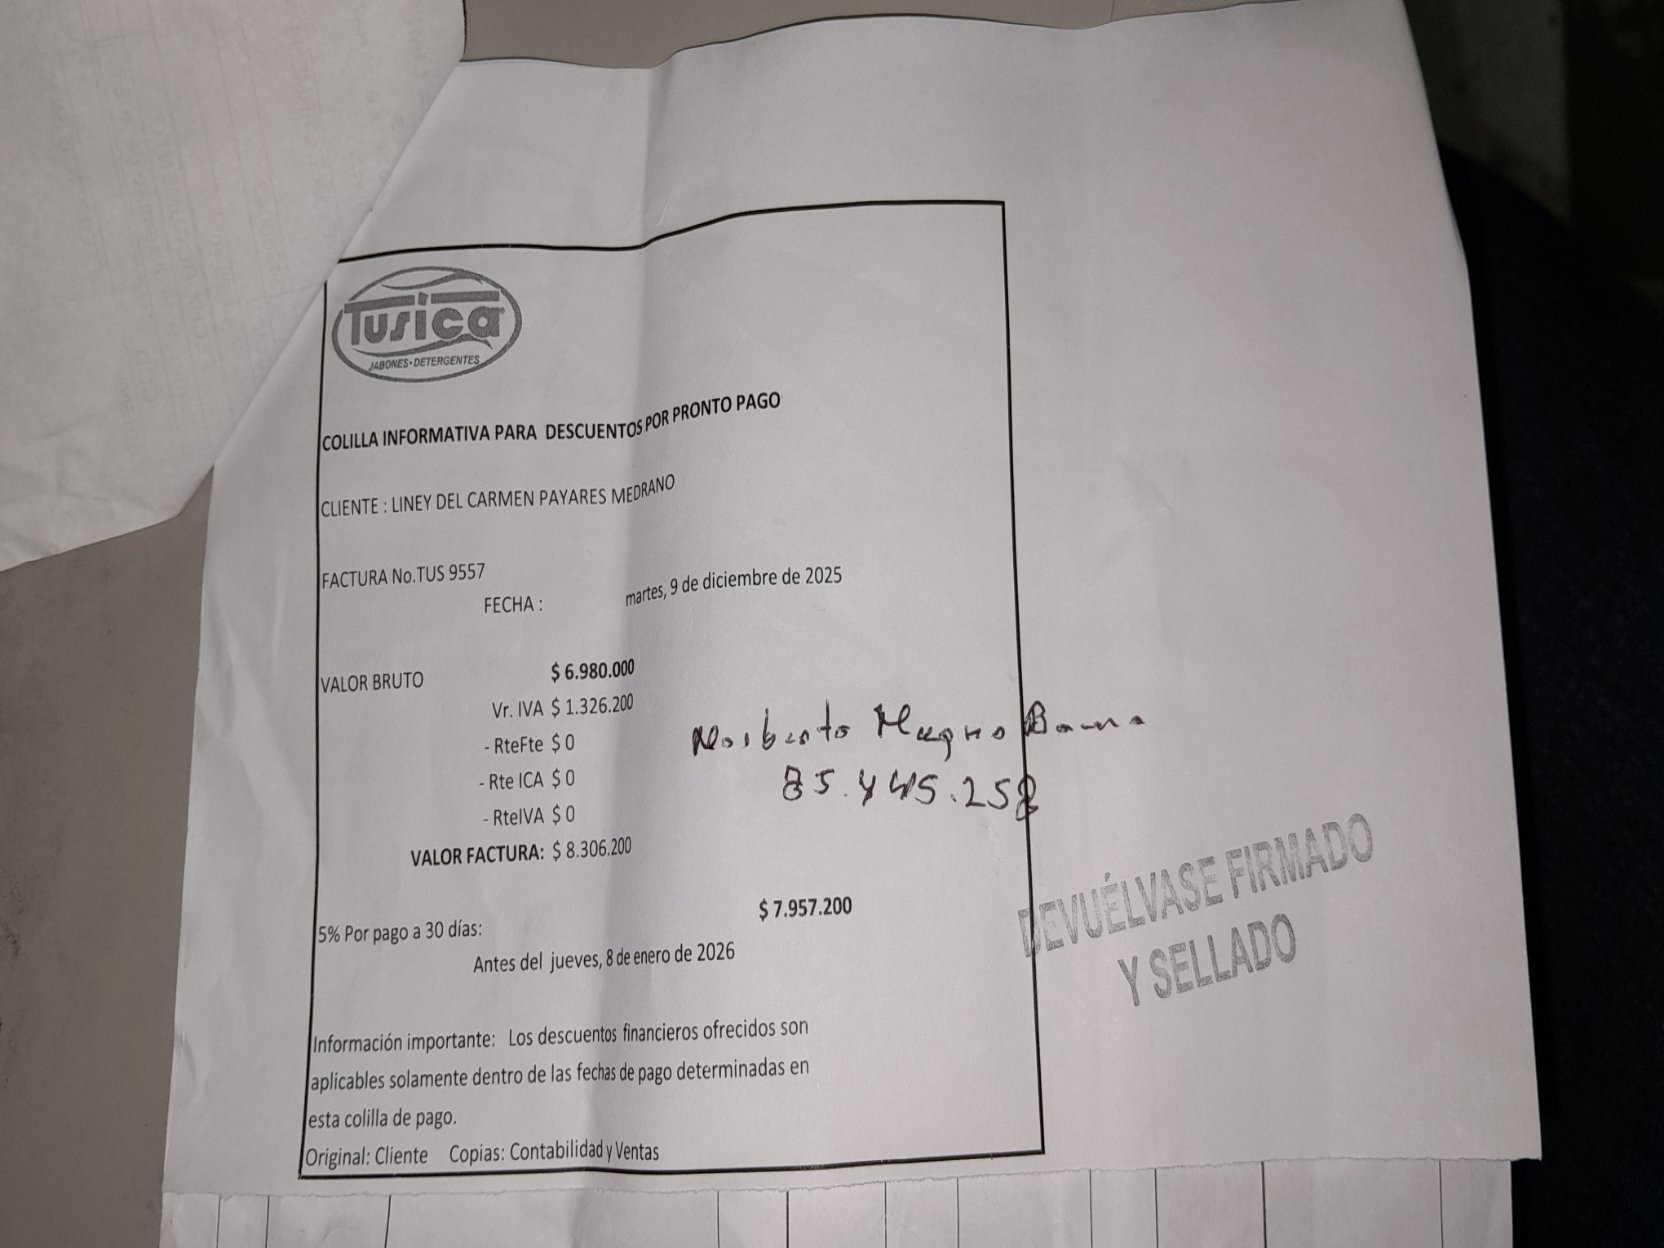 Tusica
JABONES•DETERGENTES
COLILLA INFORMATIVA PARA DESCUENTOS POR PRONTO PAGO
CLIENTE : LINEY DEL CARMEN PAYARES MEDRANO
FACTURA No.TUS 9557
FECHA : martes, 9 de diciembre de 2025
VALOR BRUTO $ 6.980.000
Vr. IVA $ 1.326.200
- RteFte $ 0
- Rte ICA $ 0
- RteIVA $ 0
VALOR FACTURA: $ 8.306.200
Norberto
85.445.258
DEVUÉLVASE FIRMADO
Y SELLADO
$ 7.957.200
5% Por pago a 30 días:
Antes del jueves, 8 de enero de 2026
Información importante: Los descuentos financieros ofrecidos son
aplicables solamente dentro de las fechas de pago determinadas en
esta colilla de pago.
Original: Cliente Copias: Contabilidad y Ventas